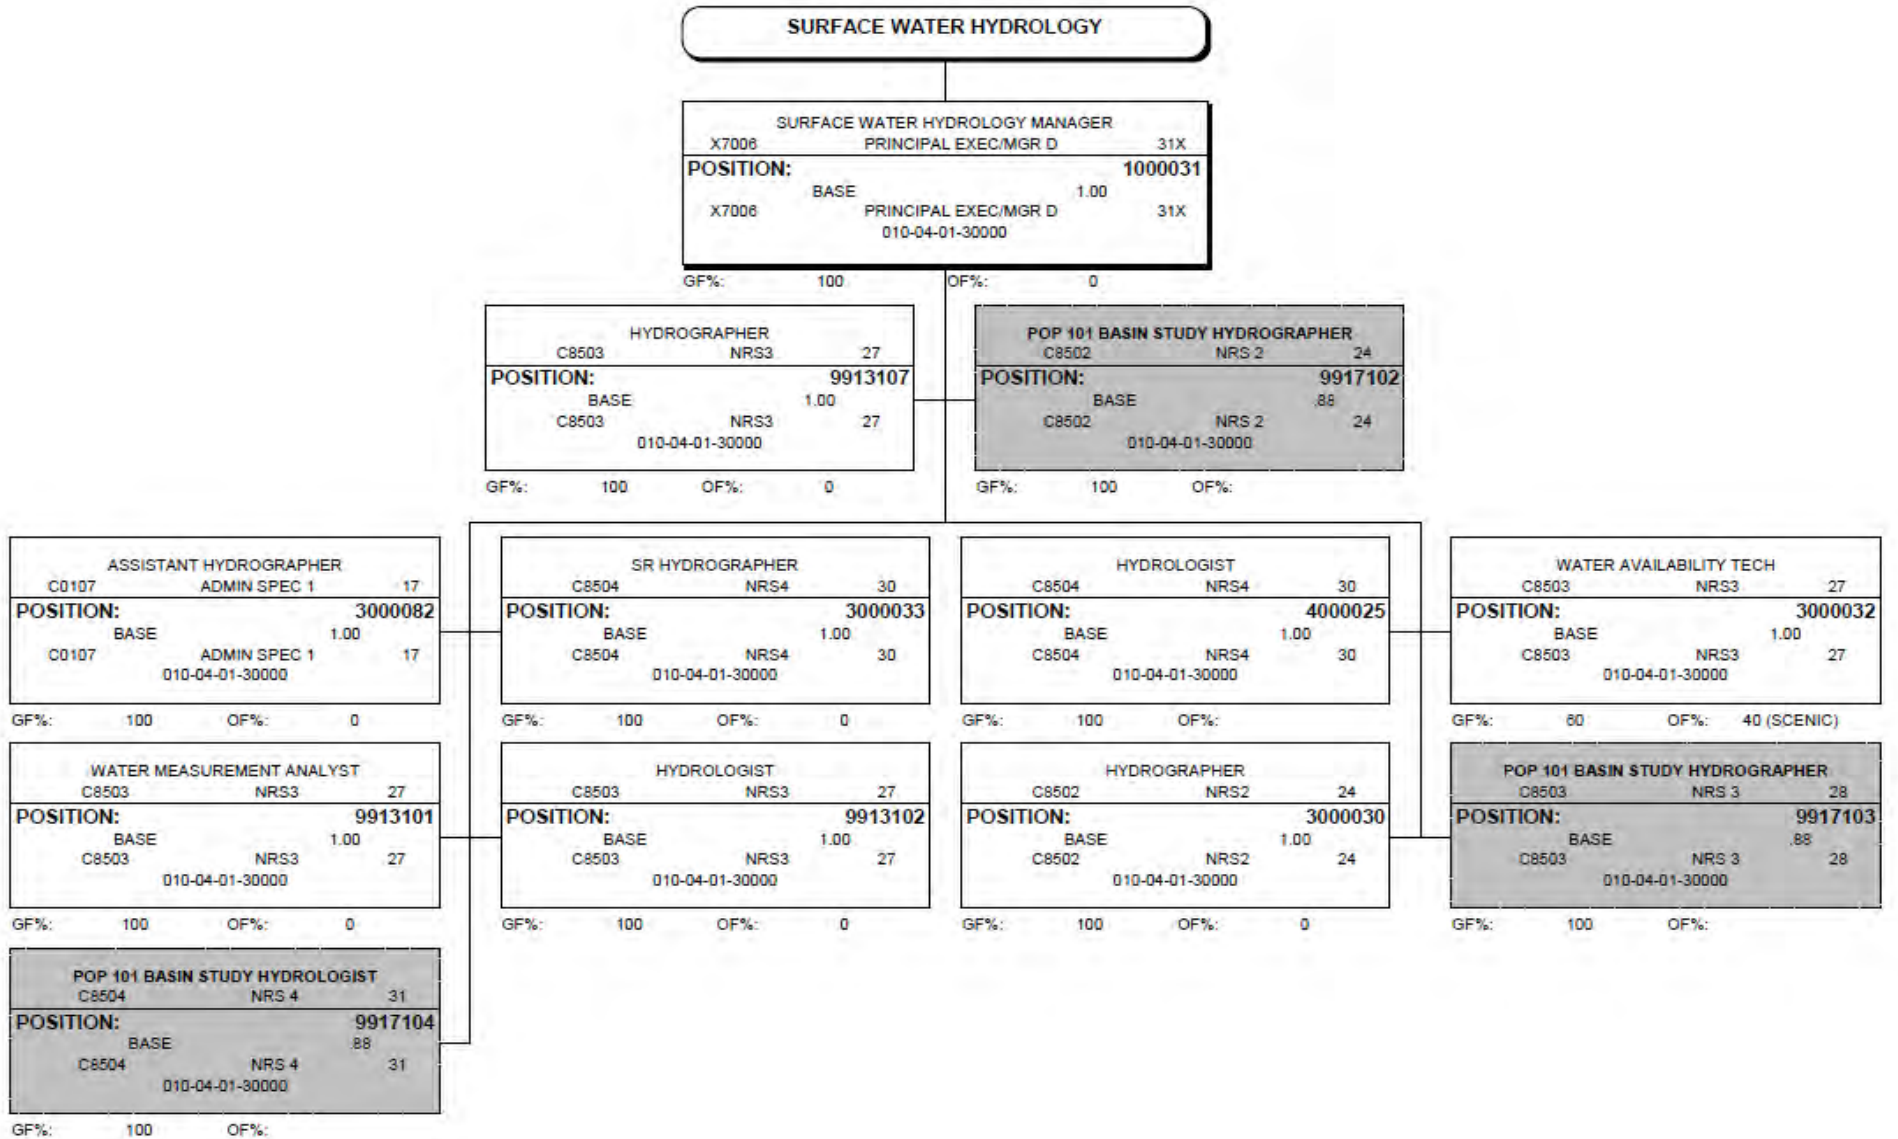 SURFACE WATER HYDROLOGY
SURFACE WATER HYDROLOGY MANAGER
X7006 PRINCIPAL EXEC/MGR D 31X
POSITION: 1000031
BASE 1.00
X7006 PRINCIPAL EXEC/MGR D 31X
010-04-01-30000
GF%: 100 OF%: 0
HYDROGRAPHER
C8503 NRS3 27
POSITION: 9913107
BASE 1.00
C8503 NRS3 27
010-04-01-30000
GF%: 100 OF%: 0
POP 101 BASIN STUDY HYDROGRAPHER
C8502 NRS 2 24
POSITION: 9917102
BASE .88
C8502 NRS 2 24
010-04-01-30000
GF%: 100 OF%:
ASSISTANT HYDROGRAPHER
C0107 ADMIN SPEC 1 17
POSITION: 3000082
BASE 1.00
C0107 ADMIN SPEC 1 17
010-04-01-30000
GF%: 100 OF%: 0
SR HYDROGRAPHER
C8504 NRS4 30
POSITION: 3000033
BASE 1.00
C8504 NRS4 30
010-04-01-30000
GF%: 100 OF%: 0
HYDROLOGIST
C8504 NRS4 30
POSITION: 4000025
BASE 1.00
C8504 NRS4 30
010-04-01-30000
GF%: 100 OF%:
WATER AVAILABILITY TECH
C8503 NRS3 27
POSITION: 3000032
BASE 1.00
C8503 NRS3 27
010-04-01-30000
GF%: 60 OF%: 40 (SCENIC)
WATER MEASUREMENT ANALYST
C8503 NRS3 27
POSITION: 9913101
BASE 1.00
C8503 NRS3 27
010-04-01-30000
GF%: 100 OF%: 0
HYDROLOGIST
C8503 NRS3 27
POSITION: 9913102
BASE 1.00
C8503 NRS3 27
010-04-01-30000
GF%: 100 OF%: 0
HYDROGRAPHER
C8502 NRS2 24
POSITION: 3000030
BASE 1.00
C8502 NRS2 24
010-04-01-30000
GF%: 100 OF%: 0
POP 101 BASIN STUDY HYDROGRAPHER
C8503 NRS 3 28
POSITION: 9917103
BASE .88
C8503 NRS 3 28
010-04-01-30000
GF%: 100 OF%:
POP 101 BASIN STUDY HYDROLOGIST
C8504 NRS 4 31
POSITION: 9917104
BASE .88
C8504 NRS 4 31
010-04-01-30000
GF%: 100 OF%: